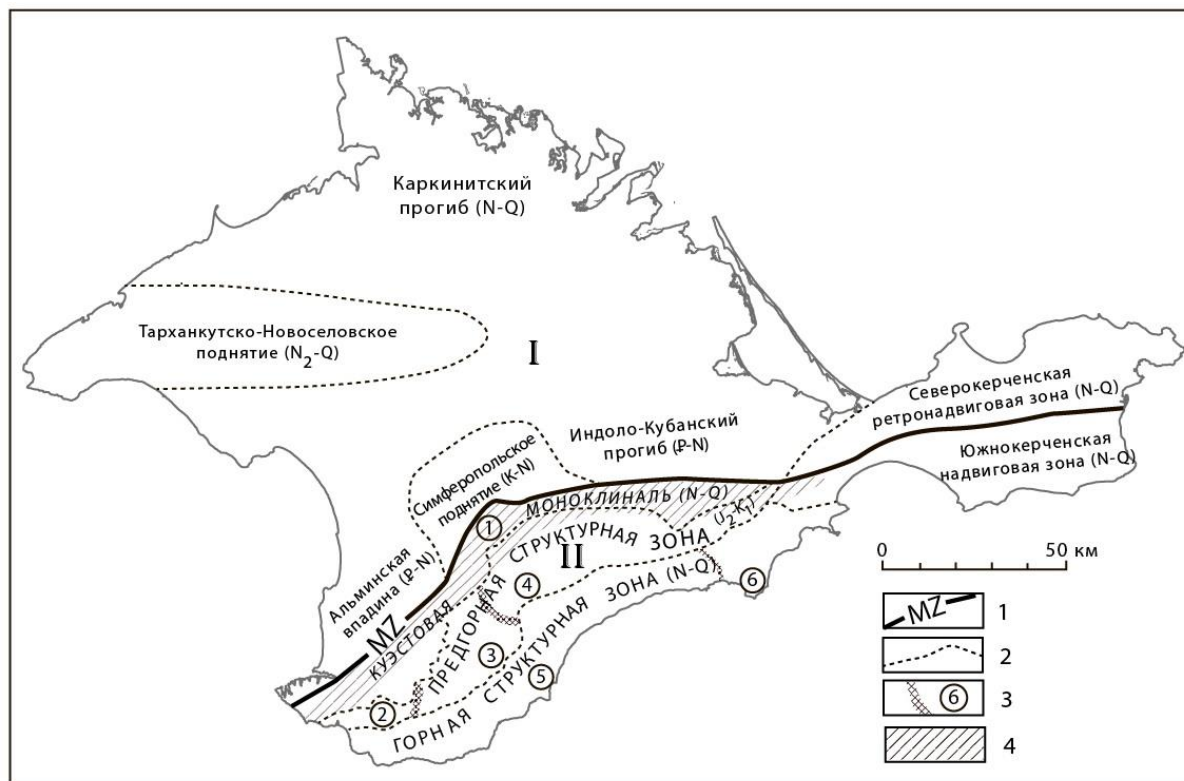 Каркинитский
прогиб (N-Q)
Тарханкутско-Новоселовское
поднятие (N₂-Q)
I
Северокерченская
ретронадвиговая зона (N-Q)
Индоло-Кубанский
прогиб (₽-N)
Южнокерченская
надвиговая зона (N-Q)
Симферопольское
поднятие (K-N)
МОНОКЛИНАЛЬ (N-Q)
1
СТРУКТУРНАЯ ЗОНА (J₂-K₁)
II
Альминская
впадина (₽-N)
MZ
КУЭСТОВАЯ
ПРЕДГОРНАЯ
4
6
3
5
2
ГОРНАЯ СТРУКТУРНАЯ ЗОНА (N-Q)
0 50 км
MZ 1
2
6 3
4